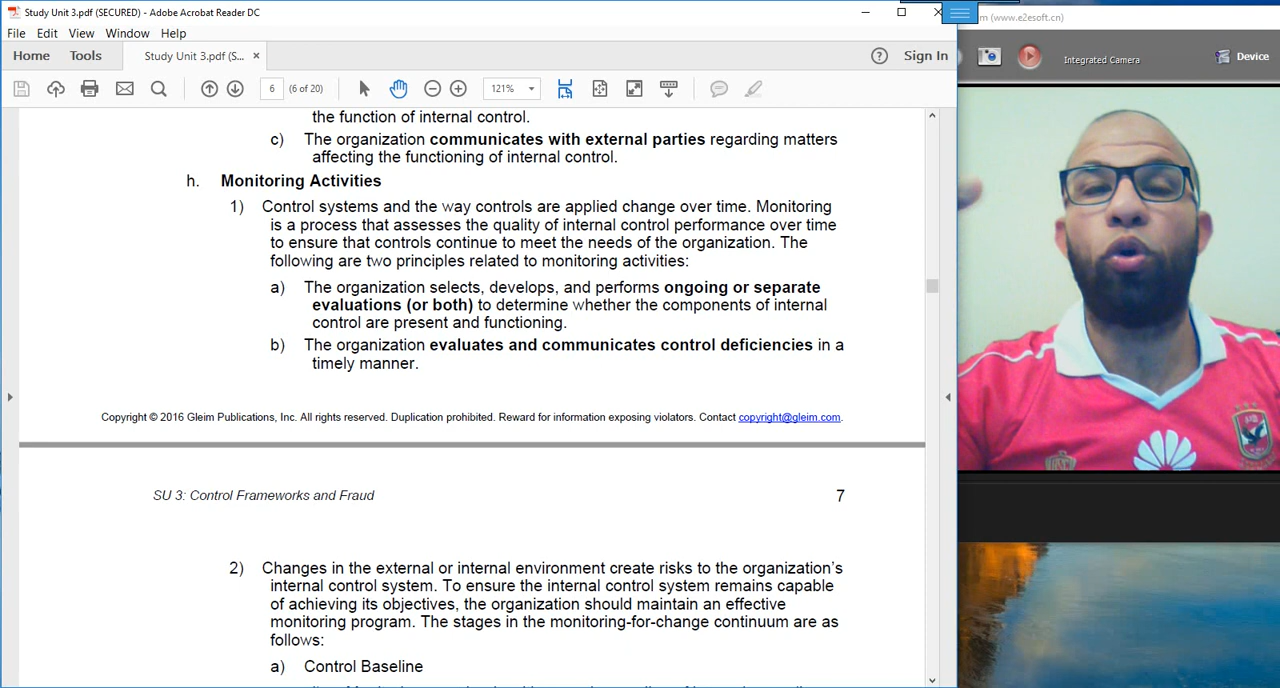 Study Unit 3.pdf (SECURED) - Adobe Acrobat Reader DC
m (www.e2esoft.cn)
File Edit View Window Help
Home Tools Study Unit 3.pdf (S... × Sign In
Integrated Camera Device
6 (6 of 20) 121%
the function of internal control.
c) The organization communicates with external parties regarding matters
affecting the functioning of internal control.
h. Monitoring Activities
1) Control systems and the way controls are applied change over time. Monitoring
is a process that assesses the quality of internal control performance over time
to ensure that controls continue to meet the needs of the organization. The
following are two principles related to monitoring activities:
a) The organization selects, develops, and performs ongoing or separate
evaluations (or both) to determine whether the components of internal
control are present and functioning.
b) The organization evaluates and communicates control deficiencies in a
timely manner.
Copyright © 2016 Gleim Publications, Inc. All rights reserved. Duplication prohibited. Reward for information exposing violators. Contact copyright@gleim.com.
SU 3: Control Frameworks and Fraud 7
2) Changes in the external or internal environment create risks to the organization's
internal control system. To ensure the internal control system remains capable
of achieving its objectives, the organization should maintain an effective
monitoring program. The stages in the monitoring-for-change continuum are as
follows:
a) Control Baseline